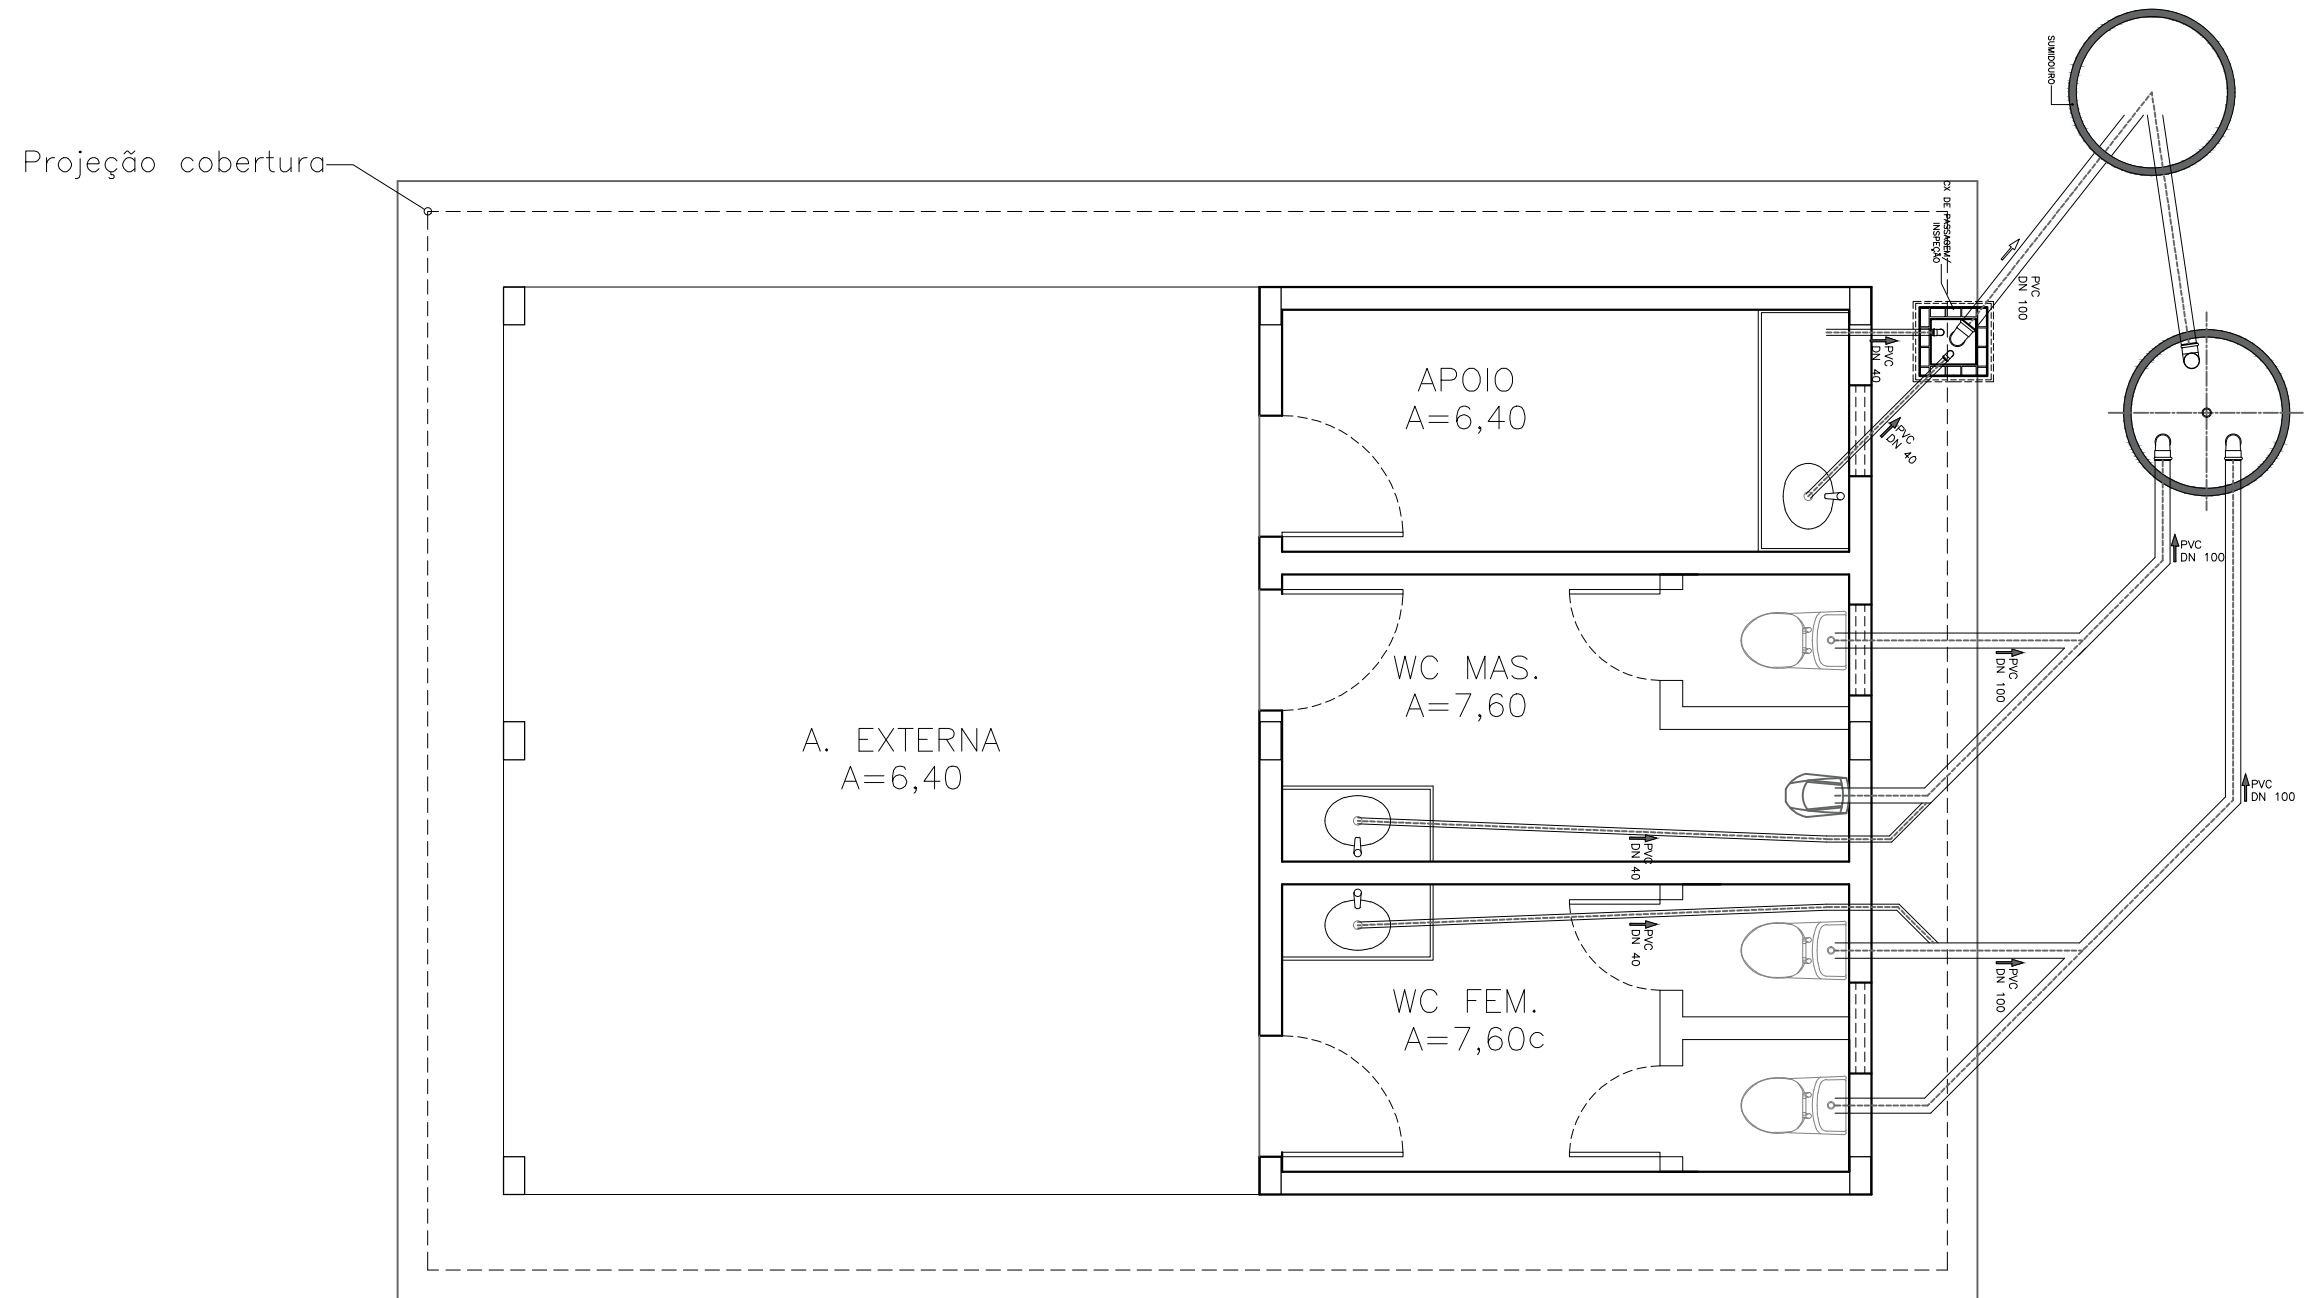 SUMIDOURO
Projeção cobertura
CX DE PASSAGEM/
INSPEÇÃO
PVC
DN 100
PVC
DN 40
APOIO
A=6,40
PVC
DN 40
PVC
DN 100
WC MAS.
A=7,60
PVC
DN 100
A. EXTERNA
A=6,40
PVC
DN 100
PVC
DN 40
PVC
DN 40
PVC
DN 100
WC FEM.
A=7,60c